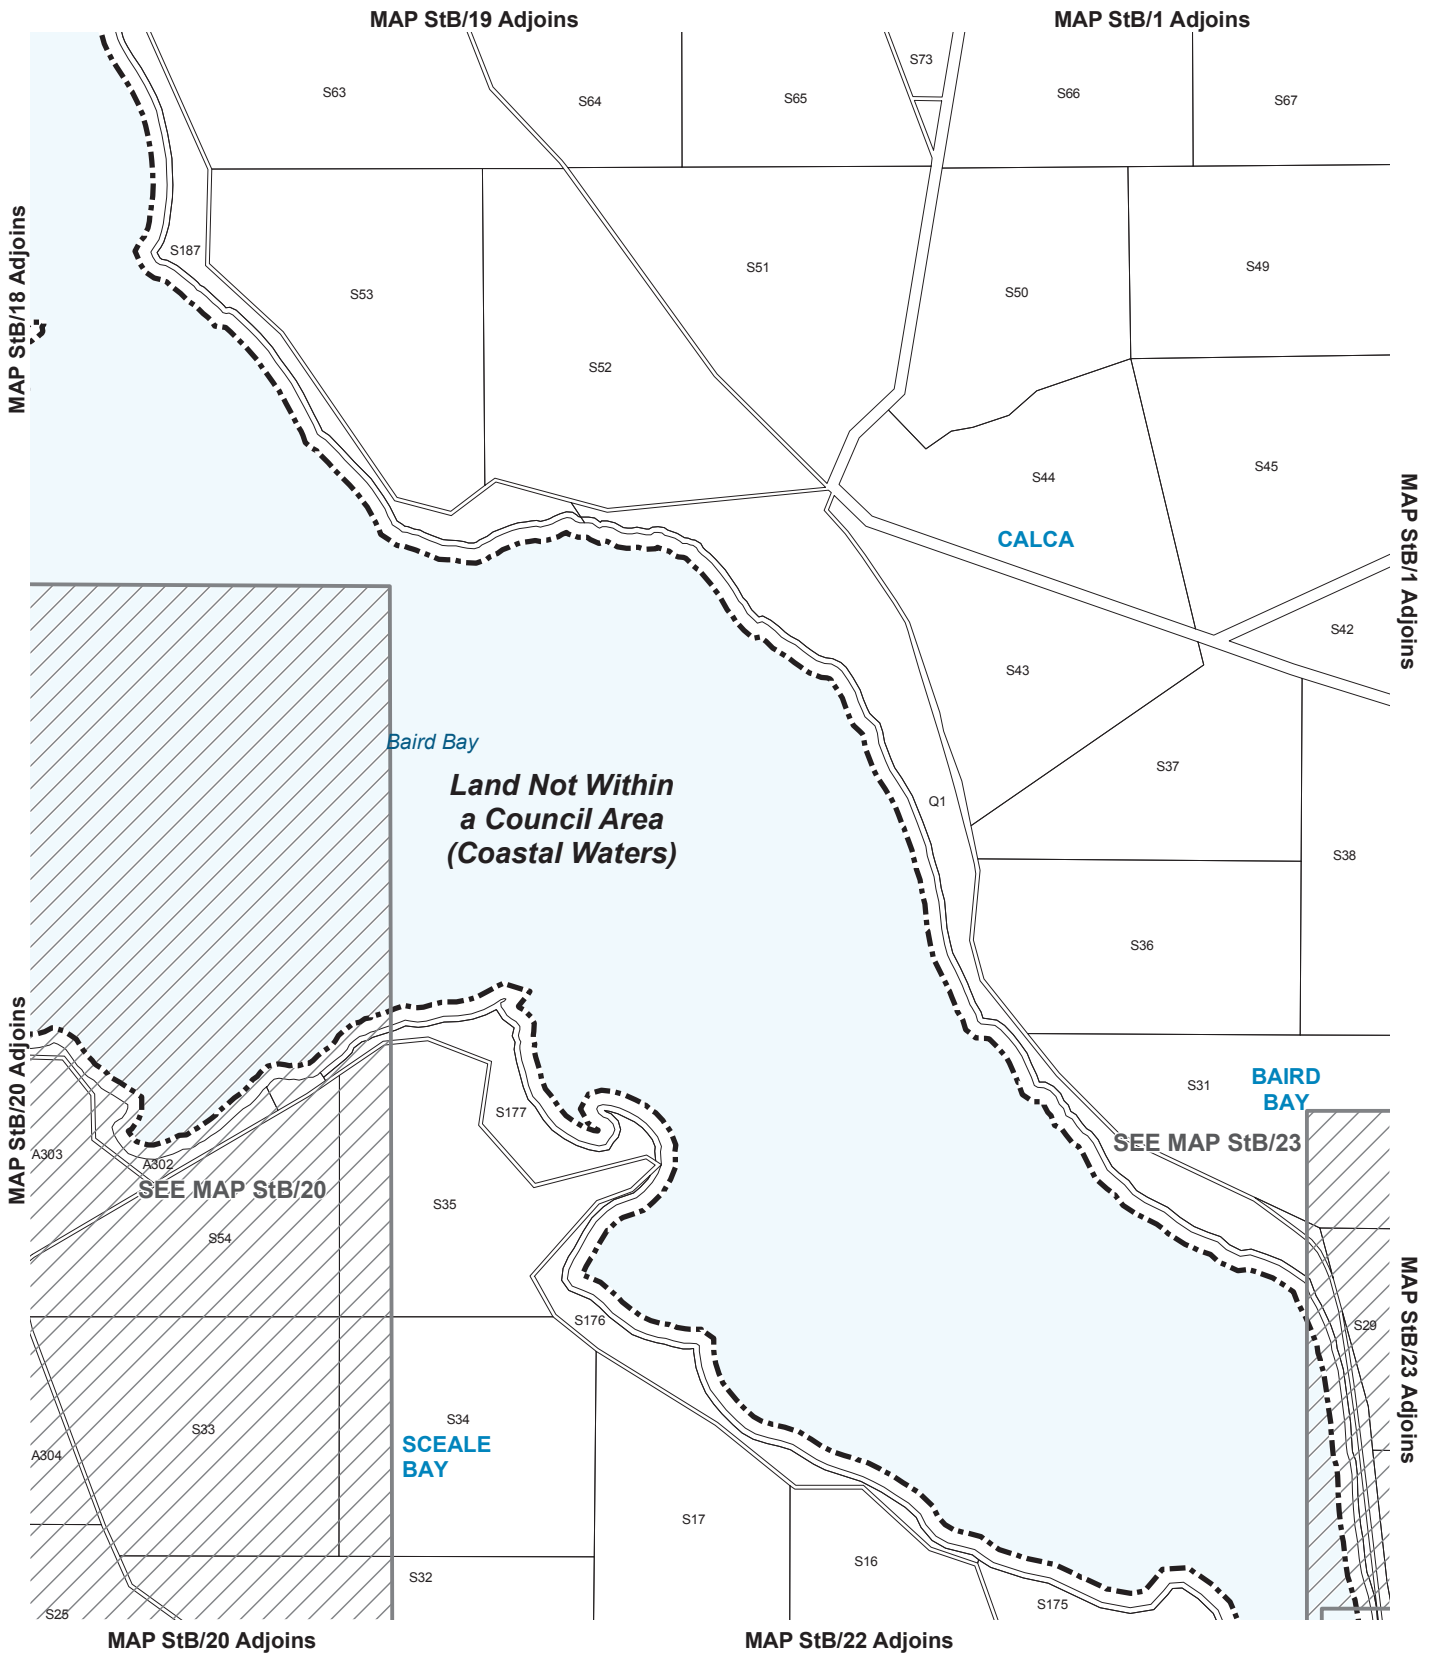 MAP StB/19 Adjoins
MAP StB/1 Adjoins
S73
S63
S64
S65
S66
S67
MAP StB/18 Adjoins
S187
S53
S51
S50
S49
S52
S44
S45
CALCA
MAP StB/1 Adjoins
S42
S43
Baird Bay
Land Not Within
a Council Area
(Coastal Waters)
S37
Q1
S38
S36
MAP StB/20 Adjoins
S31
BAIRD
BAY
S177
SEE MAP StB/23
A303
A302
SEE MAP StB/20
S35
S54
S176
S29
MAP StB/23 Adjoins
S33
S34
SCEALE
BAY
A304
S17
S16
S32
S175
S25
MAP StB/20 Adjoins
MAP StB/22 Adjoins